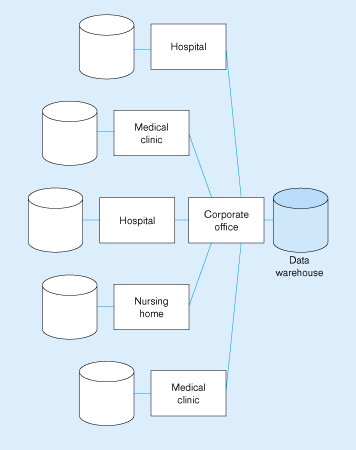 Hospital
Medical
clinic
Hospital
Corporate
office
Data
warehouse
Nursing
home
Medical
clinic